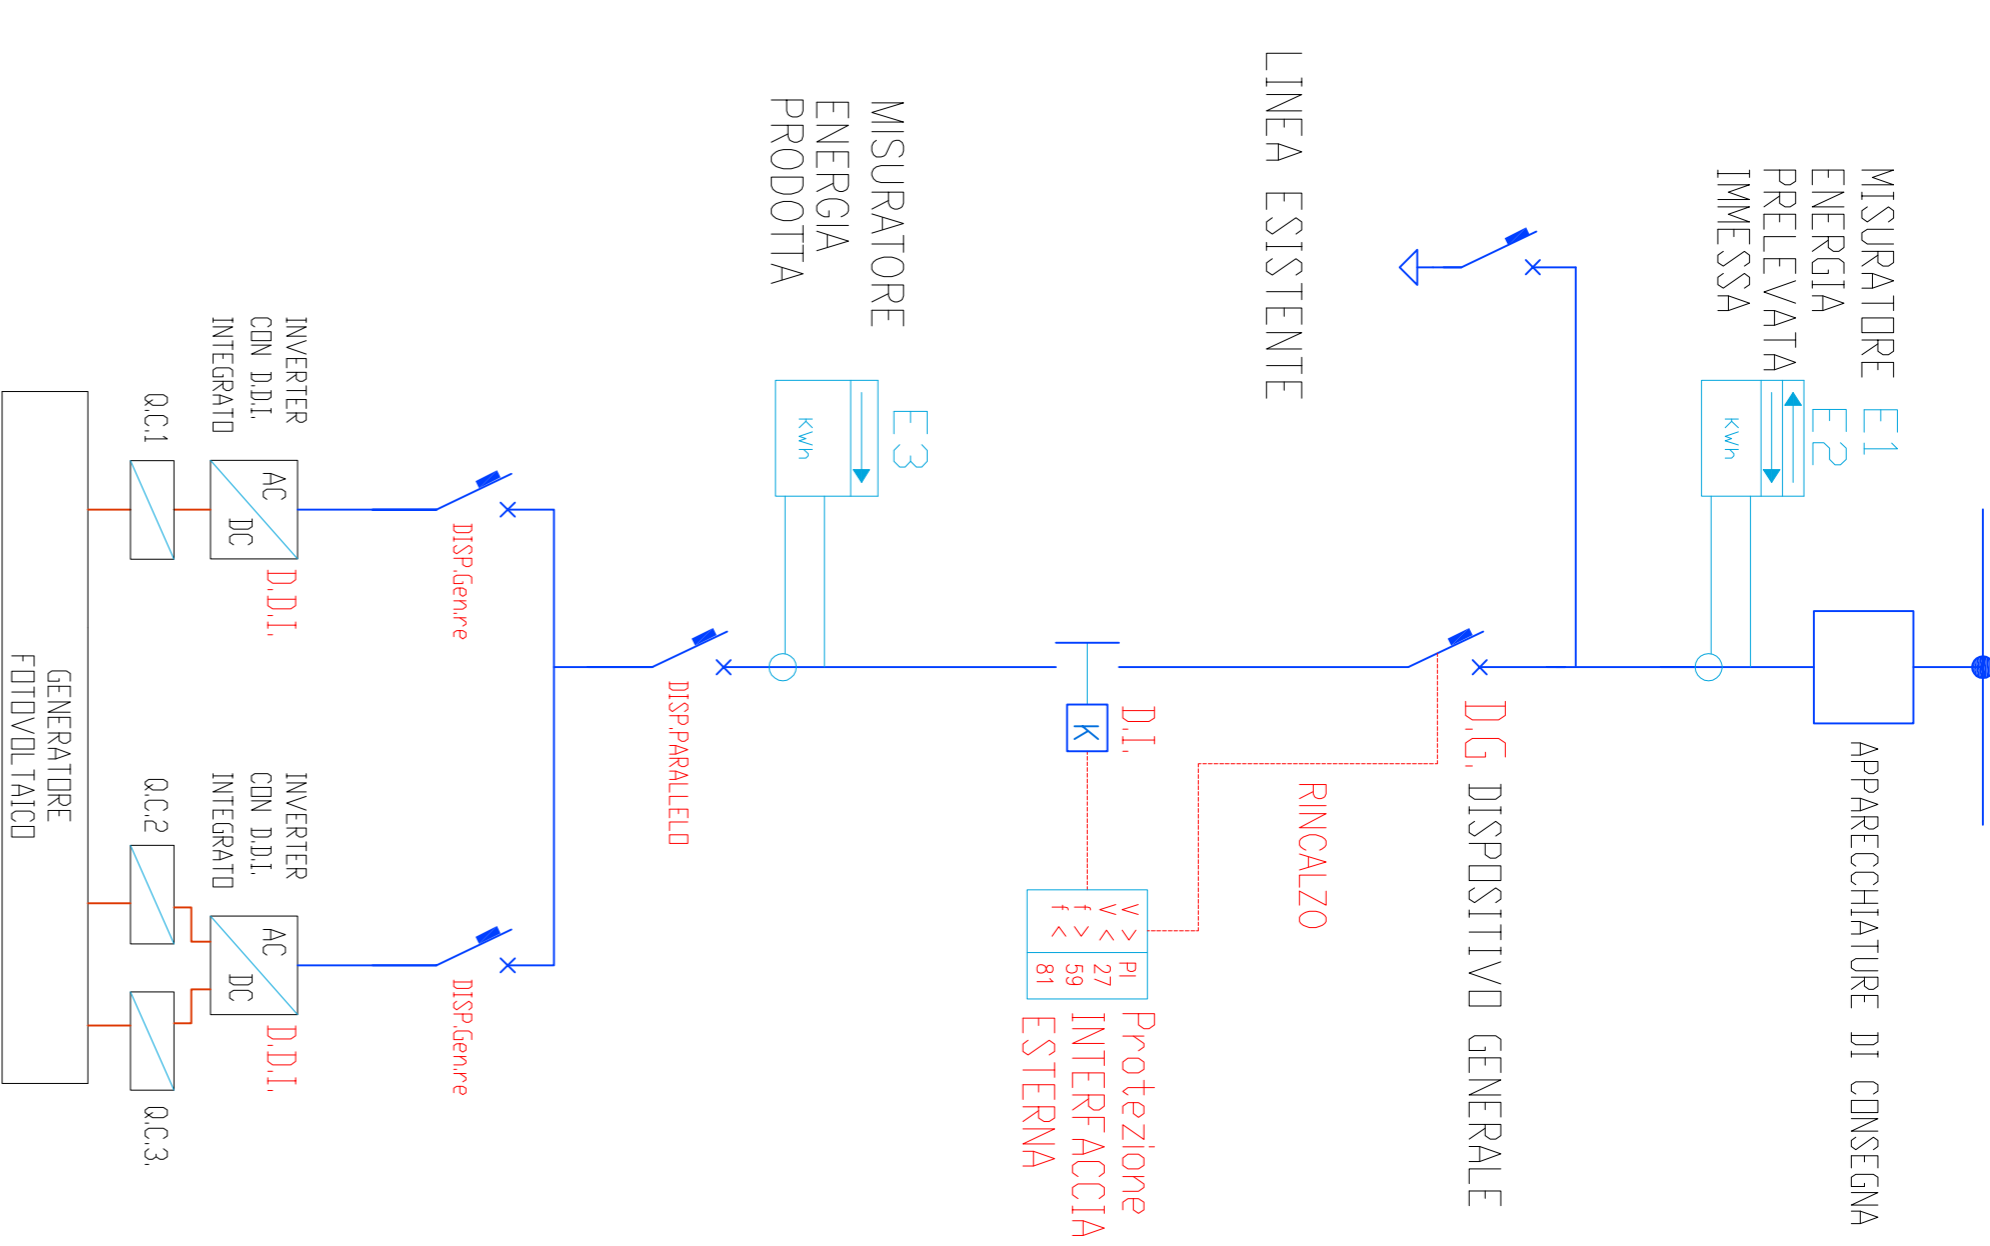 MISURATORE
ENERGIA
PRELEVATA
IMMESSA
E1
E2
KWh
APPARECCHIATURE DI CONSEGNA
LINEA ESISTENTE
D.G. DISPOSITIVO GENERALE
RINCALZO
D.I.
K
V >
V <
f >
f <
PI
27
59
81
Protezione
INTERFACCIA
ESTERNA
MISURATORE
ENERGIA
PRODOTTA
E3
KWh
DISP.PARALLELO
DISP.Gen.re
DISP.Gen.re
INVERTER
CON D.D.I.
INTEGRATO
AC
DC
D.D.I.
INVERTER
CON D.D.I.
INTEGRATO
AC
DC
D.D.I.
Q.C.1
Q.C.2
Q.C.3.
GENERATORE
FOTOVOLTAICO